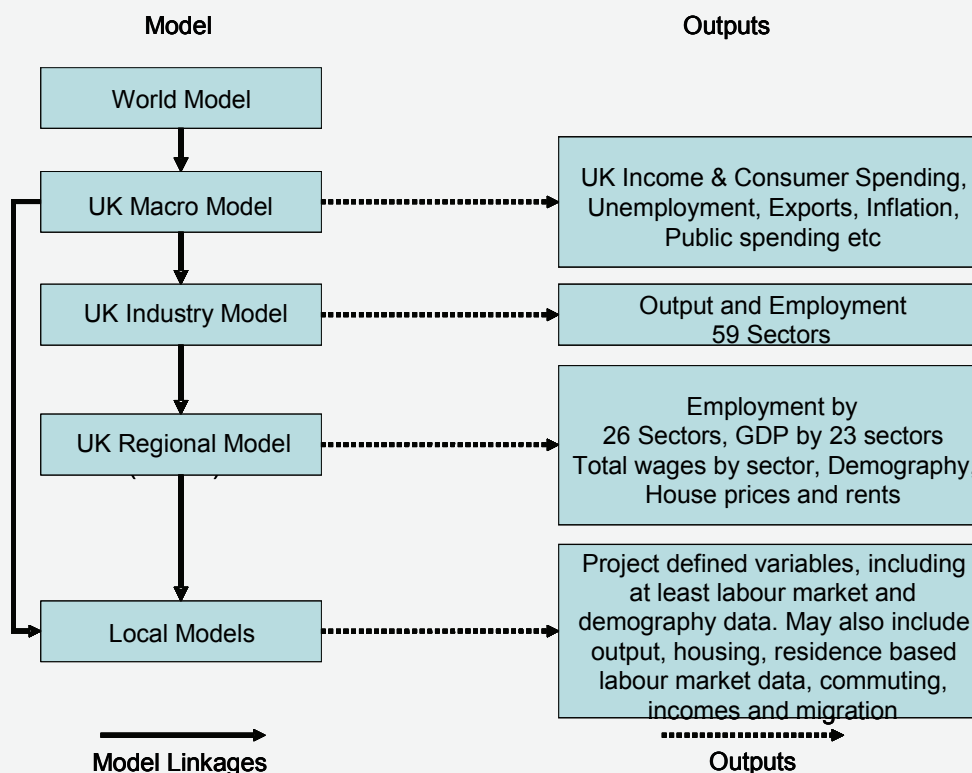 Model
Outputs
World Model
UK Macro Model
UK Income & Consumer Spending,
Unemployment, Exports, Inflation,
Public spending etc
UK Industry Model
Output and Employment
59 Sectors
UK Regional Model
Employment by
26 Sectors, GDP by 23 sectors
Total wages by sector, Demography,
House prices and rents
Local Models
Project defined variables, including
at least labour market and
demography data. May also include
output, housing, residence based
labour market data, commuting,
incomes and migration
Model Linkages
Outputs